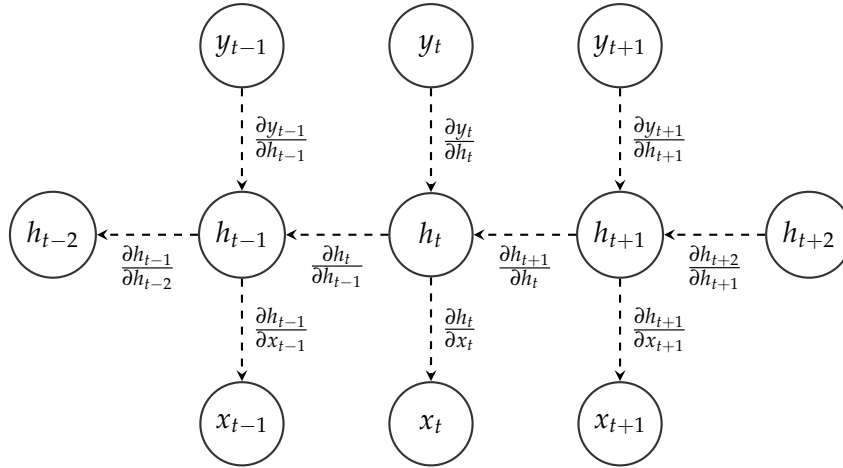 y_{t−1} y_t y_{t+1}
∂y_{t−1}/∂h_{t−1} ∂y_t/∂h_t ∂y_{t+1}/∂h_{t+1}
h_{t−2} h_{t−1} h_t h_{t+1} h_{t+2}
∂h_{t−1}/∂h_{t−2} ∂h_t/∂h_{t−1} ∂h_{t+1}/∂h_t ∂h_{t+2}/∂h_{t+1}
∂h_{t−1}/∂x_{t−1} ∂h_t/∂x_t ∂h_{t+1}/∂x_{t+1}
x_{t−1} x_t x_{t+1}